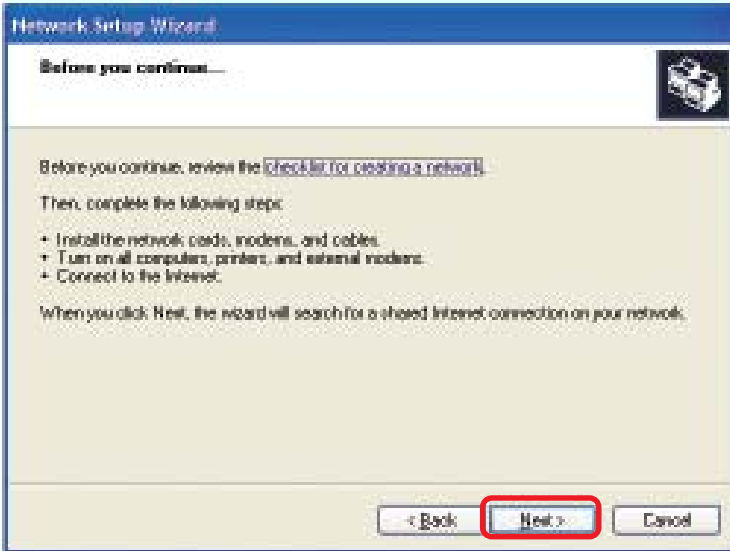 Network Setup Wizard
Before you continue...
Before you continue, review the checklist for creating a network.
Then, complete the following steps:
• Install the network cards, modems, and cables.
• Turn on all computers, printers, and external modems.
• Connect to the Internet.
When you click Next, the wizard will search for a shared Internet connection on your network.
< Back
Next >
Cancel